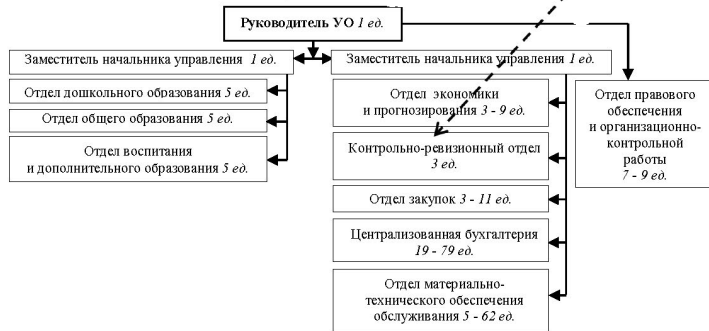 Руководитель УО 1 ед.
Заместитель начальника управления 1 ед.
Отдел дошкольного образования 5 ед.
Отдел общего образования 5 ед.
Отдел воспитания
и дополнительного образования 5 ед.
Заместитель начальника управления 1 ед.
Отдел экономики
и прогнозирования 3 - 9 ед.
Контрольно-ревизионный отдел
3 ед.
Отдел закупок 3 - 11 ед.
Централизованная бухгалтерия
19 - 79 ед.
Отдел материально-
технического обеспечения
обслуживания 5 - 62 ед.
Отдел правового
обеспечения
и организационно-
контрольной
работы
7 - 9 ед.